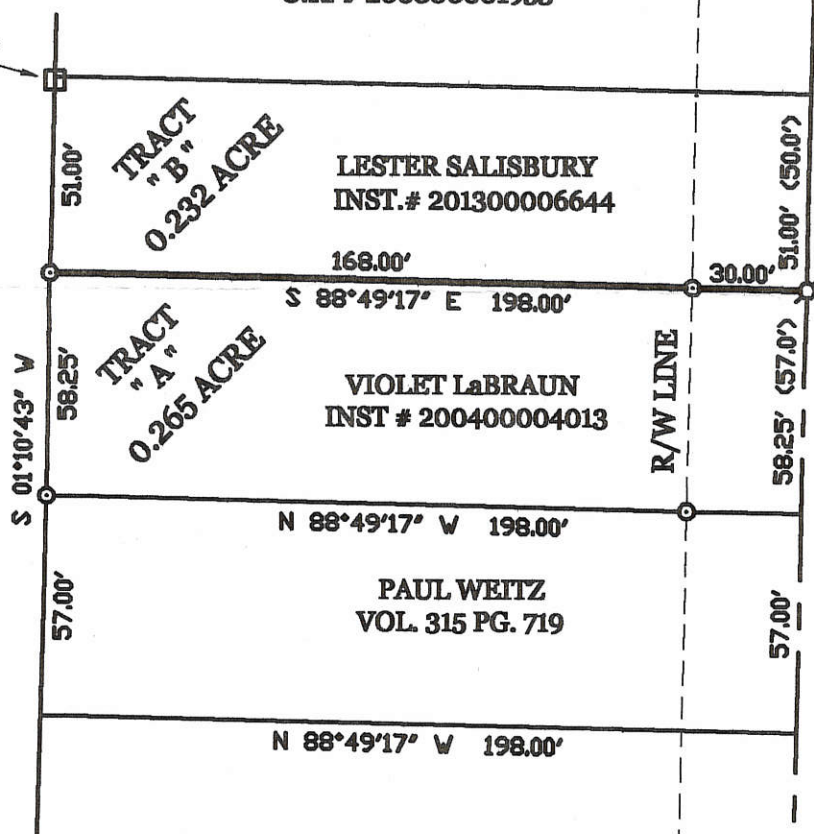 51.00'
TRACT
"B"
0.232 ACRE
LESTER SALISBURY
INST.# 201300006644
51.00' (50.0')
168.00'
30.00'
S 88°49'17" E 198.00'
S 01°10'43" W
58.25'
TRACT
"A"
0.265 ACRE
VIOLET LaBRAUN
INST # 200400004013
R/W LINE
58.25' (57.0')
N 88°49'17" W 198.00'
57.00'
PAUL WEITZ
VOL. 315 PG. 719
57.00'
N 88°49'17" W 198.00'